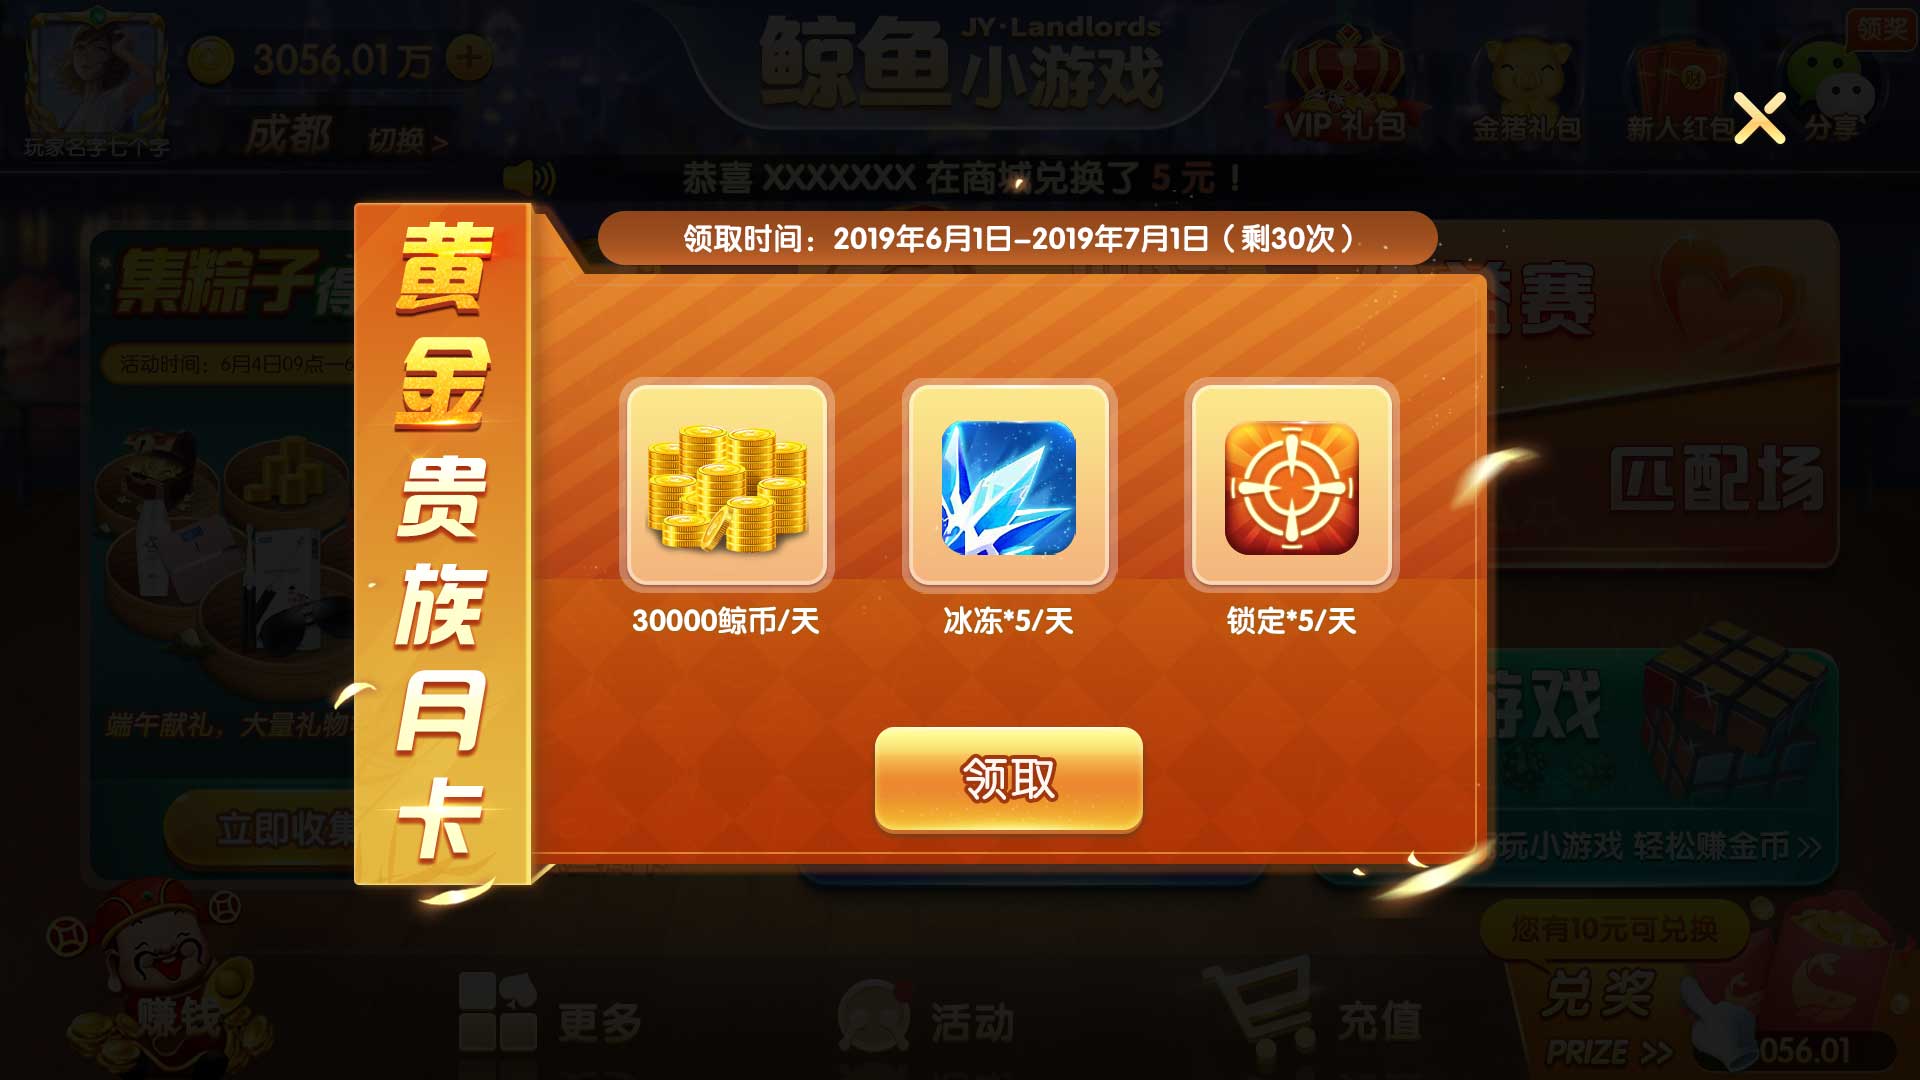 玩家名字七个字
3056.01万
成都 切换 >
鲸鱼 小游戏
JY·Landlords
VIP 礼包
金猪礼包
新人红包
财
分享
领奖
恭喜 XXXXXXX 在商城兑换了 5 元！
黄金贵族月卡
领取时间：2019年6月1日-2019年7月1日（剩30次）
30000鲸币/天
冰冻*5/天
锁定*5/天
领取
集粽子得
活动时间：6月4日09点—6
端午献礼，大量礼物
立即收集
益赛
匹配场
游戏
玩小游戏 轻松赚金币 >>
赚钱
更多
活动
充值
您有10元可兑换
兑奖
PRIZE >>
056.01